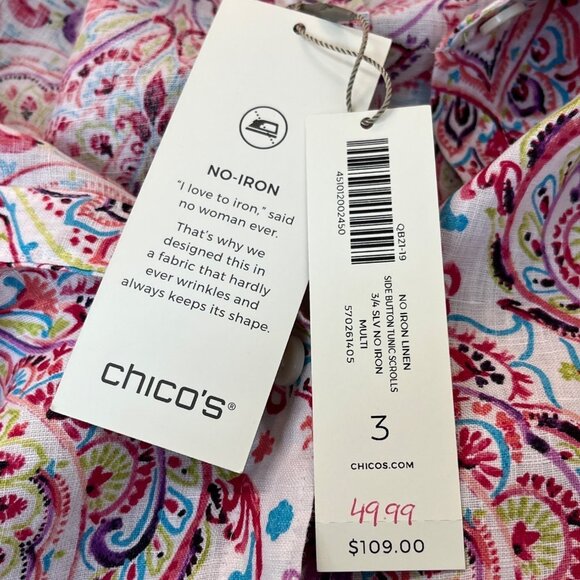 NO-IRON
"I love to iron," said
no woman ever.
That's why we
designed this in
a fabric that hardly
ever wrinkles and
always keeps its shape.
chico's®
451012002450
QB21-19
NO IRON LINEN
SIDE BUTTON TUNIC SCROLLS
3/4 SLV NO IRON
MULTI
570261405
3
CHICOS.COM
49.99
$109.00